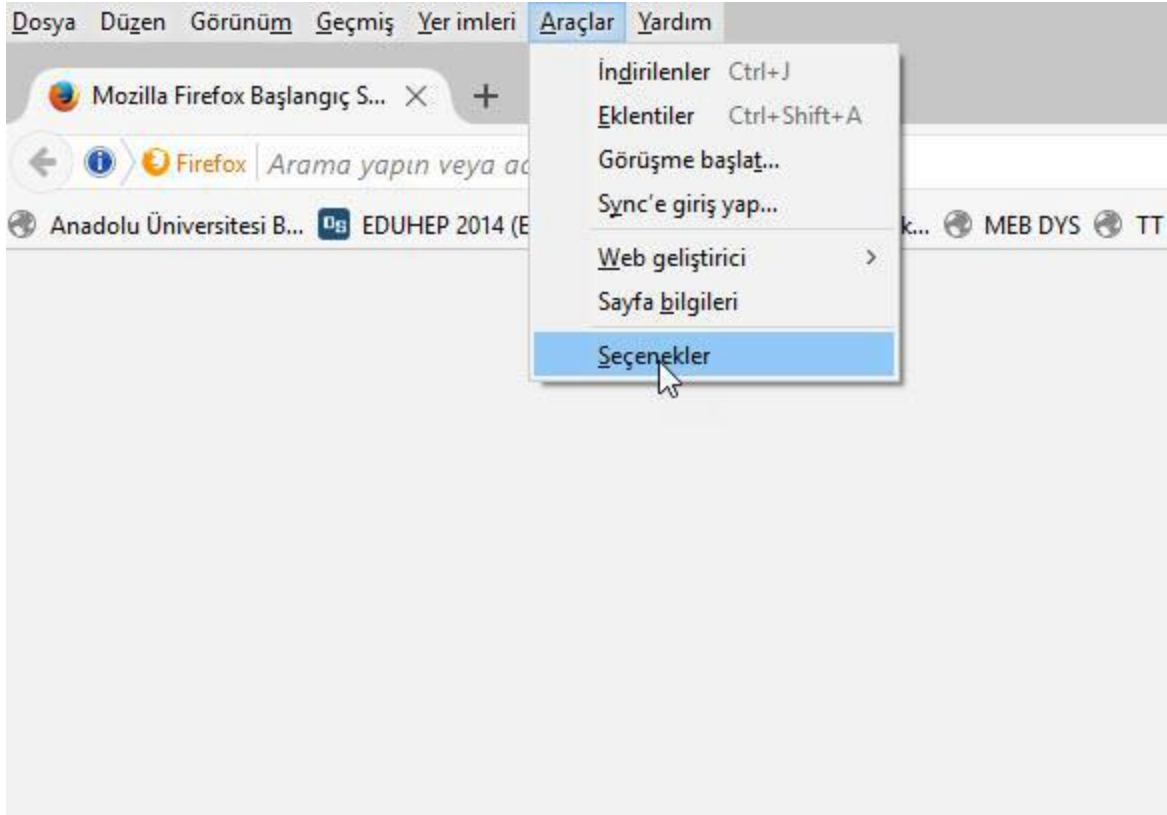 Dosya Düzen Görünüm Geçmiş Yer imleri Araçlar Yardım
Mozilla Firefox Başlangıç S...
Firefox Arama yapın veya
Anadolu Üniversitesi B... EDUHEP 2014 (E k... MEB DYS TT
İndirilenler Ctrl+J
Eklentiler Ctrl+Shift+A
Görüşme başlat...
Sync'e giriş yap...
Web geliştirici
Sayfa bilgileri
Seçenekler